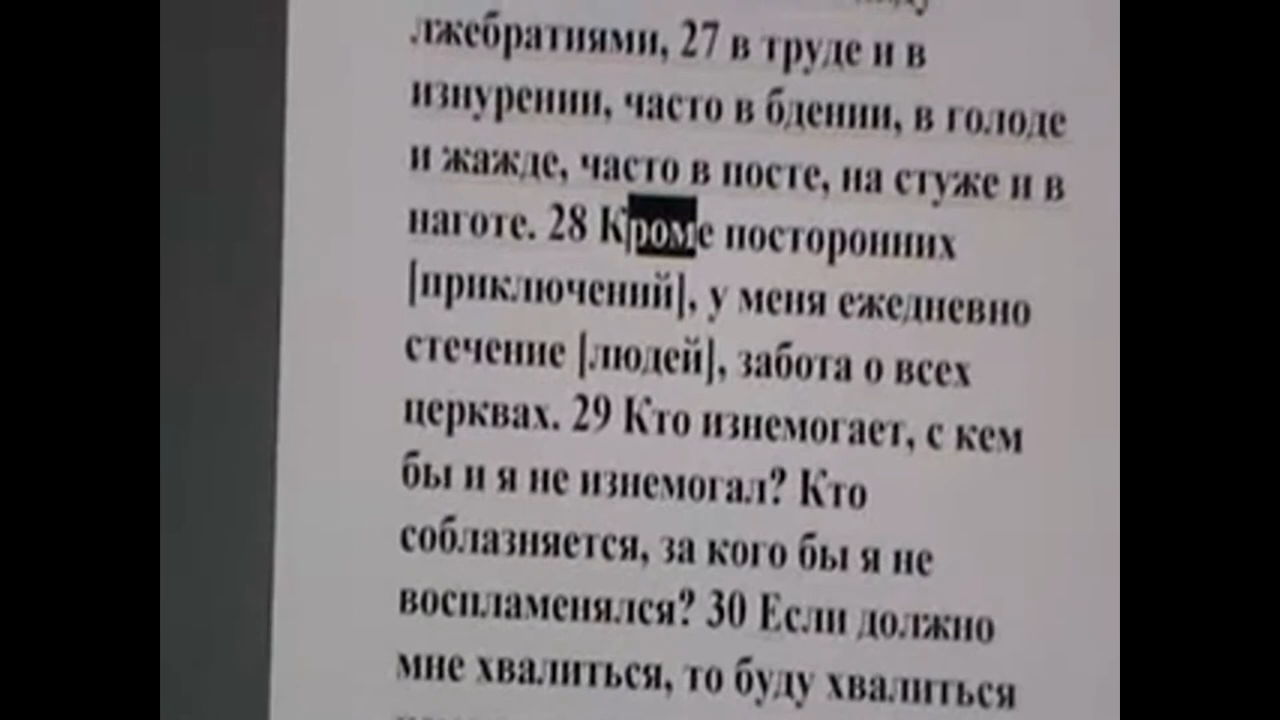 лжебратиями, 27 в труде и в
изнурении, часто в бдении, в голоде
и жажде, часто в посте, на стуже и в
наготе. 28 Кроме посторонних
[приключений], у меня ежедневно
стечение [людей], забота о всех
церквах. 29 Кто изнемогает, с кем
бы и я не изнемогал? Кто
соблазняется, за кого бы я не
воспламенялся? 30 Если должно
мне хвалиться, то буду хвалиться